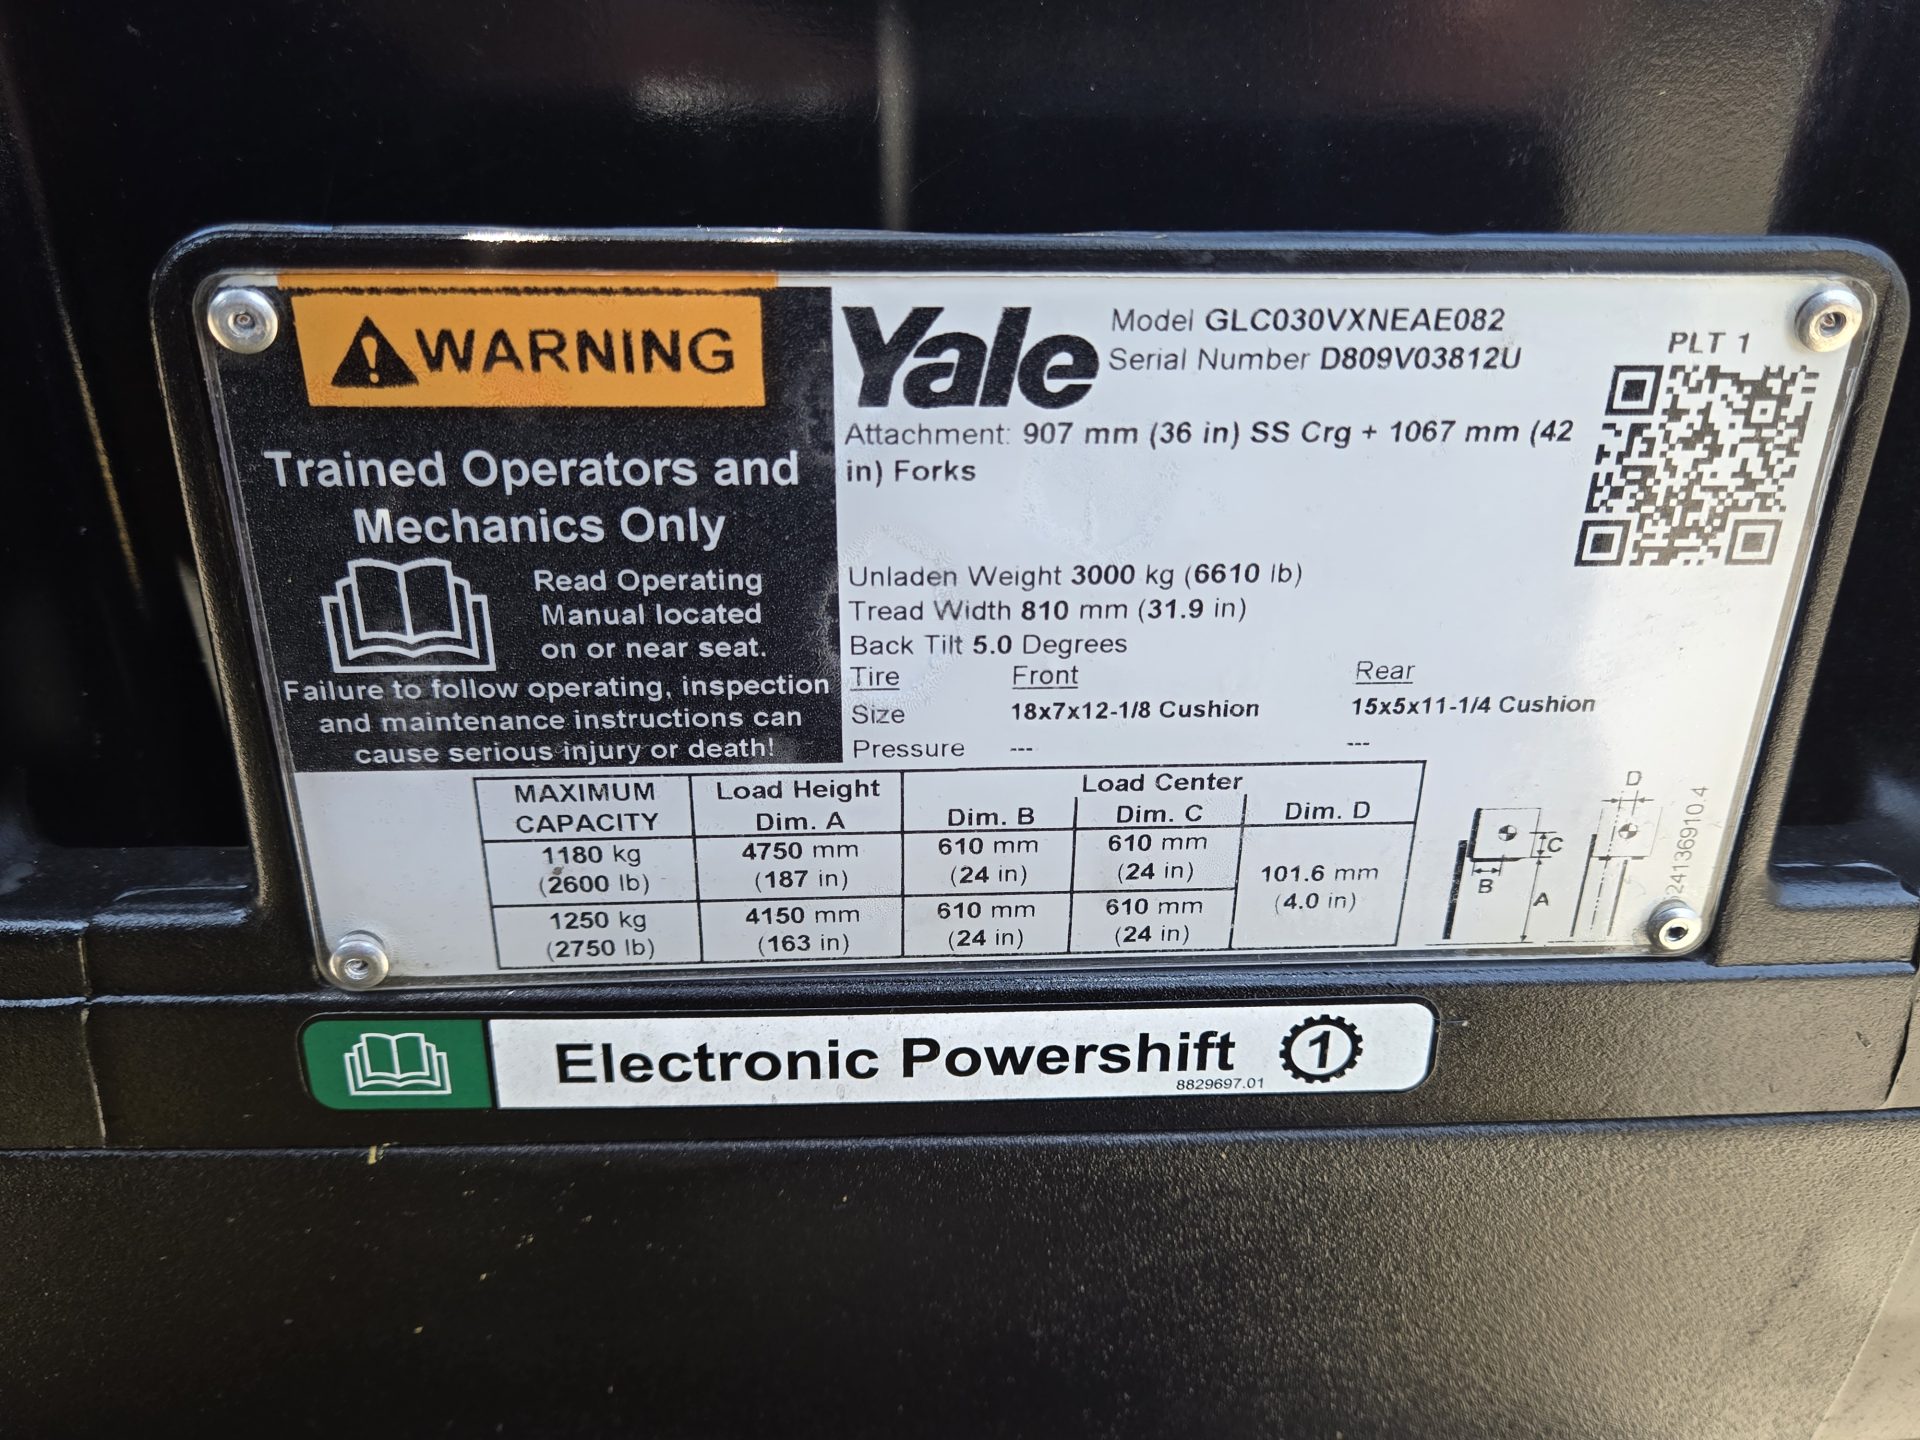 WARNING
Trained Operators and
Mechanics Only
Read Operating
Manual located
on or near seat.
Failure to follow operating, inspection
and maintenance instructions can
cause serious injury or death!
Yale
Model GLC030VXNEAE082
Serial Number D809V03812U
PLT 1
Attachment: 907 mm (36 in) SS Crg + 1067 mm (42
in) Forks
Unladen Weight 3000 kg (6610 lb)
Tread Width 810 mm (31.9 in)
Back Tilt 5.0 Degrees
Tire Front Rear
Size 18x7x12-1/8 Cushion 15x5x11-1/4 Cushion
Pressure --- ---
MAXIMUM CAPACITY Load Height Dim. A Load Center
Dim. B Dim. C Dim. D
1180 kg 4750 mm 610 mm 610 mm
(2600 lb) (187 in) (24 in) (24 in)
101.6 mm
(4.0 in)
1250 kg 4150 mm 610 mm 610 mm
(2750 lb) (163 in) (24 in) (24 in)
D
C
B
A
24136910.4
Electronic Powershift 1
8829697.01